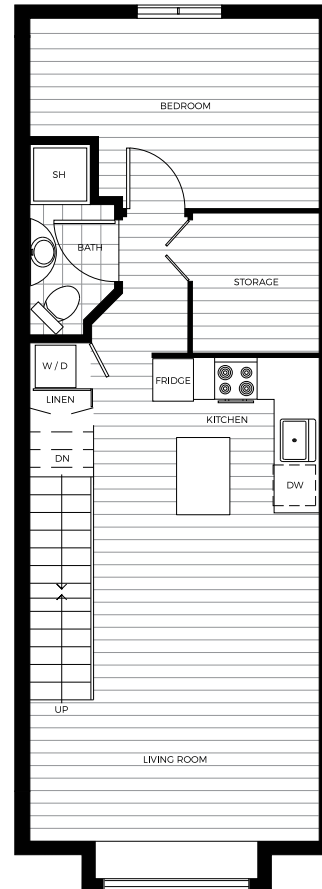 BEDROOM
SH
BATH
STORAGE
W / D
FRIDGE
LINEN
KITCHEN
DN
DW
UP
LIVING ROOM